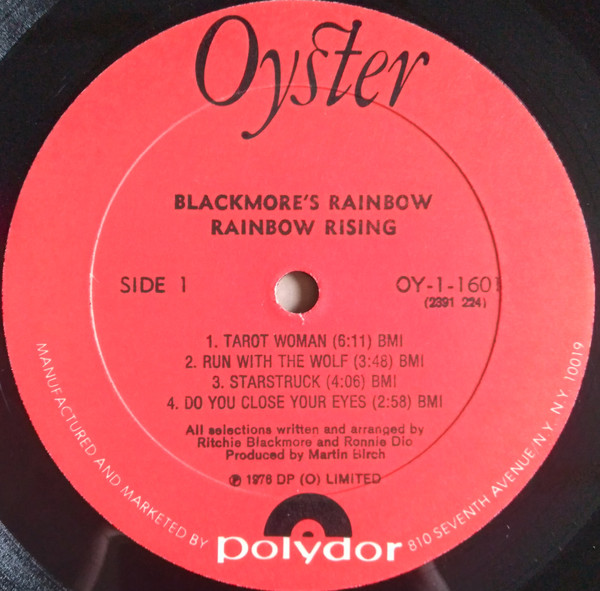 Oyster
BLACKMORE'S RAINBOW
RAINBOW RISING
SIDE 1
OY-1-1601
(2391 224)
1. TAROT WOMAN (6:11) BMI
2. RUN WITH THE WOLF (3:48) BMI
3. STARSTRUCK (4:06) BMI
4. DO YOU CLOSE YOUR EYES (2:58) BMI
All selections written and arranged by
Ritchie Blackmore and Ronnie Dio
Produced by Martin Birch
℗ 1976 DP (O) LIMITED
MANUFACTURED AND MARKETED BY
polydor
810 SEVENTH AVENUE/N.Y. N.Y. 10019